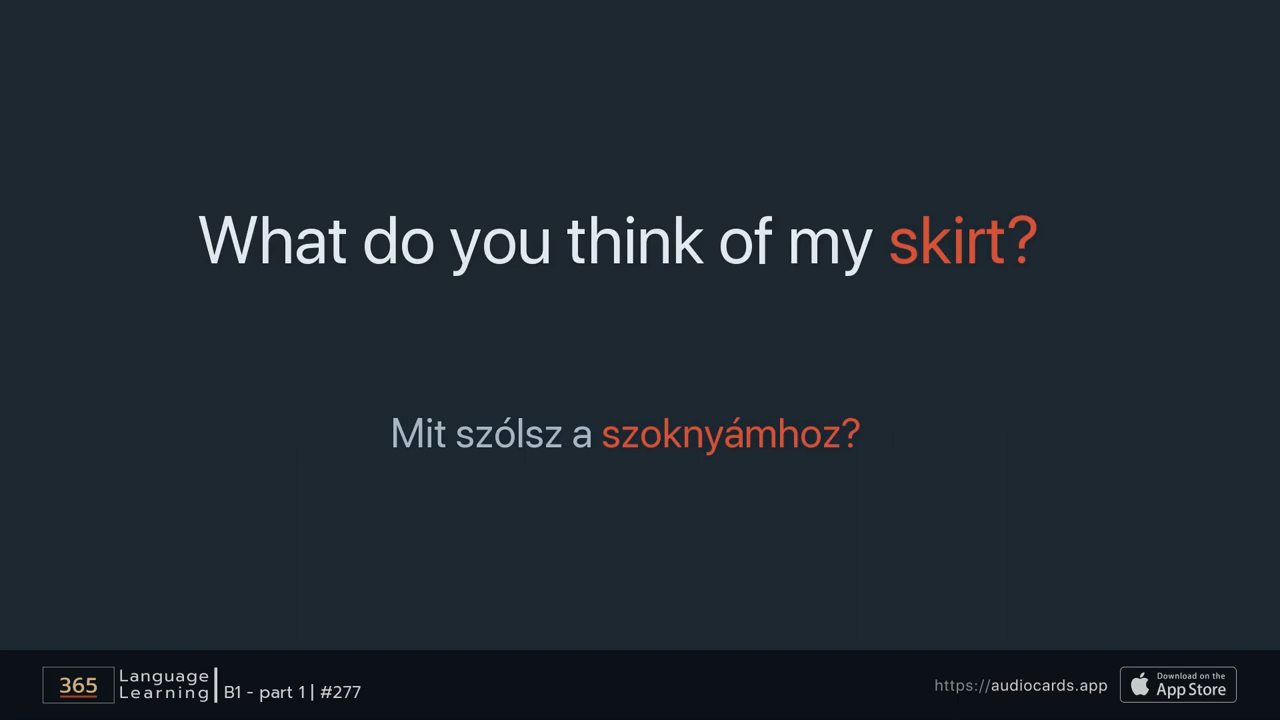 What do you think of my skirt?
Mit szólsz a szoknyámhoz?
365 Language Learning
B1 - part 1 | #277
https://audiocards.app
Download on the
App Store